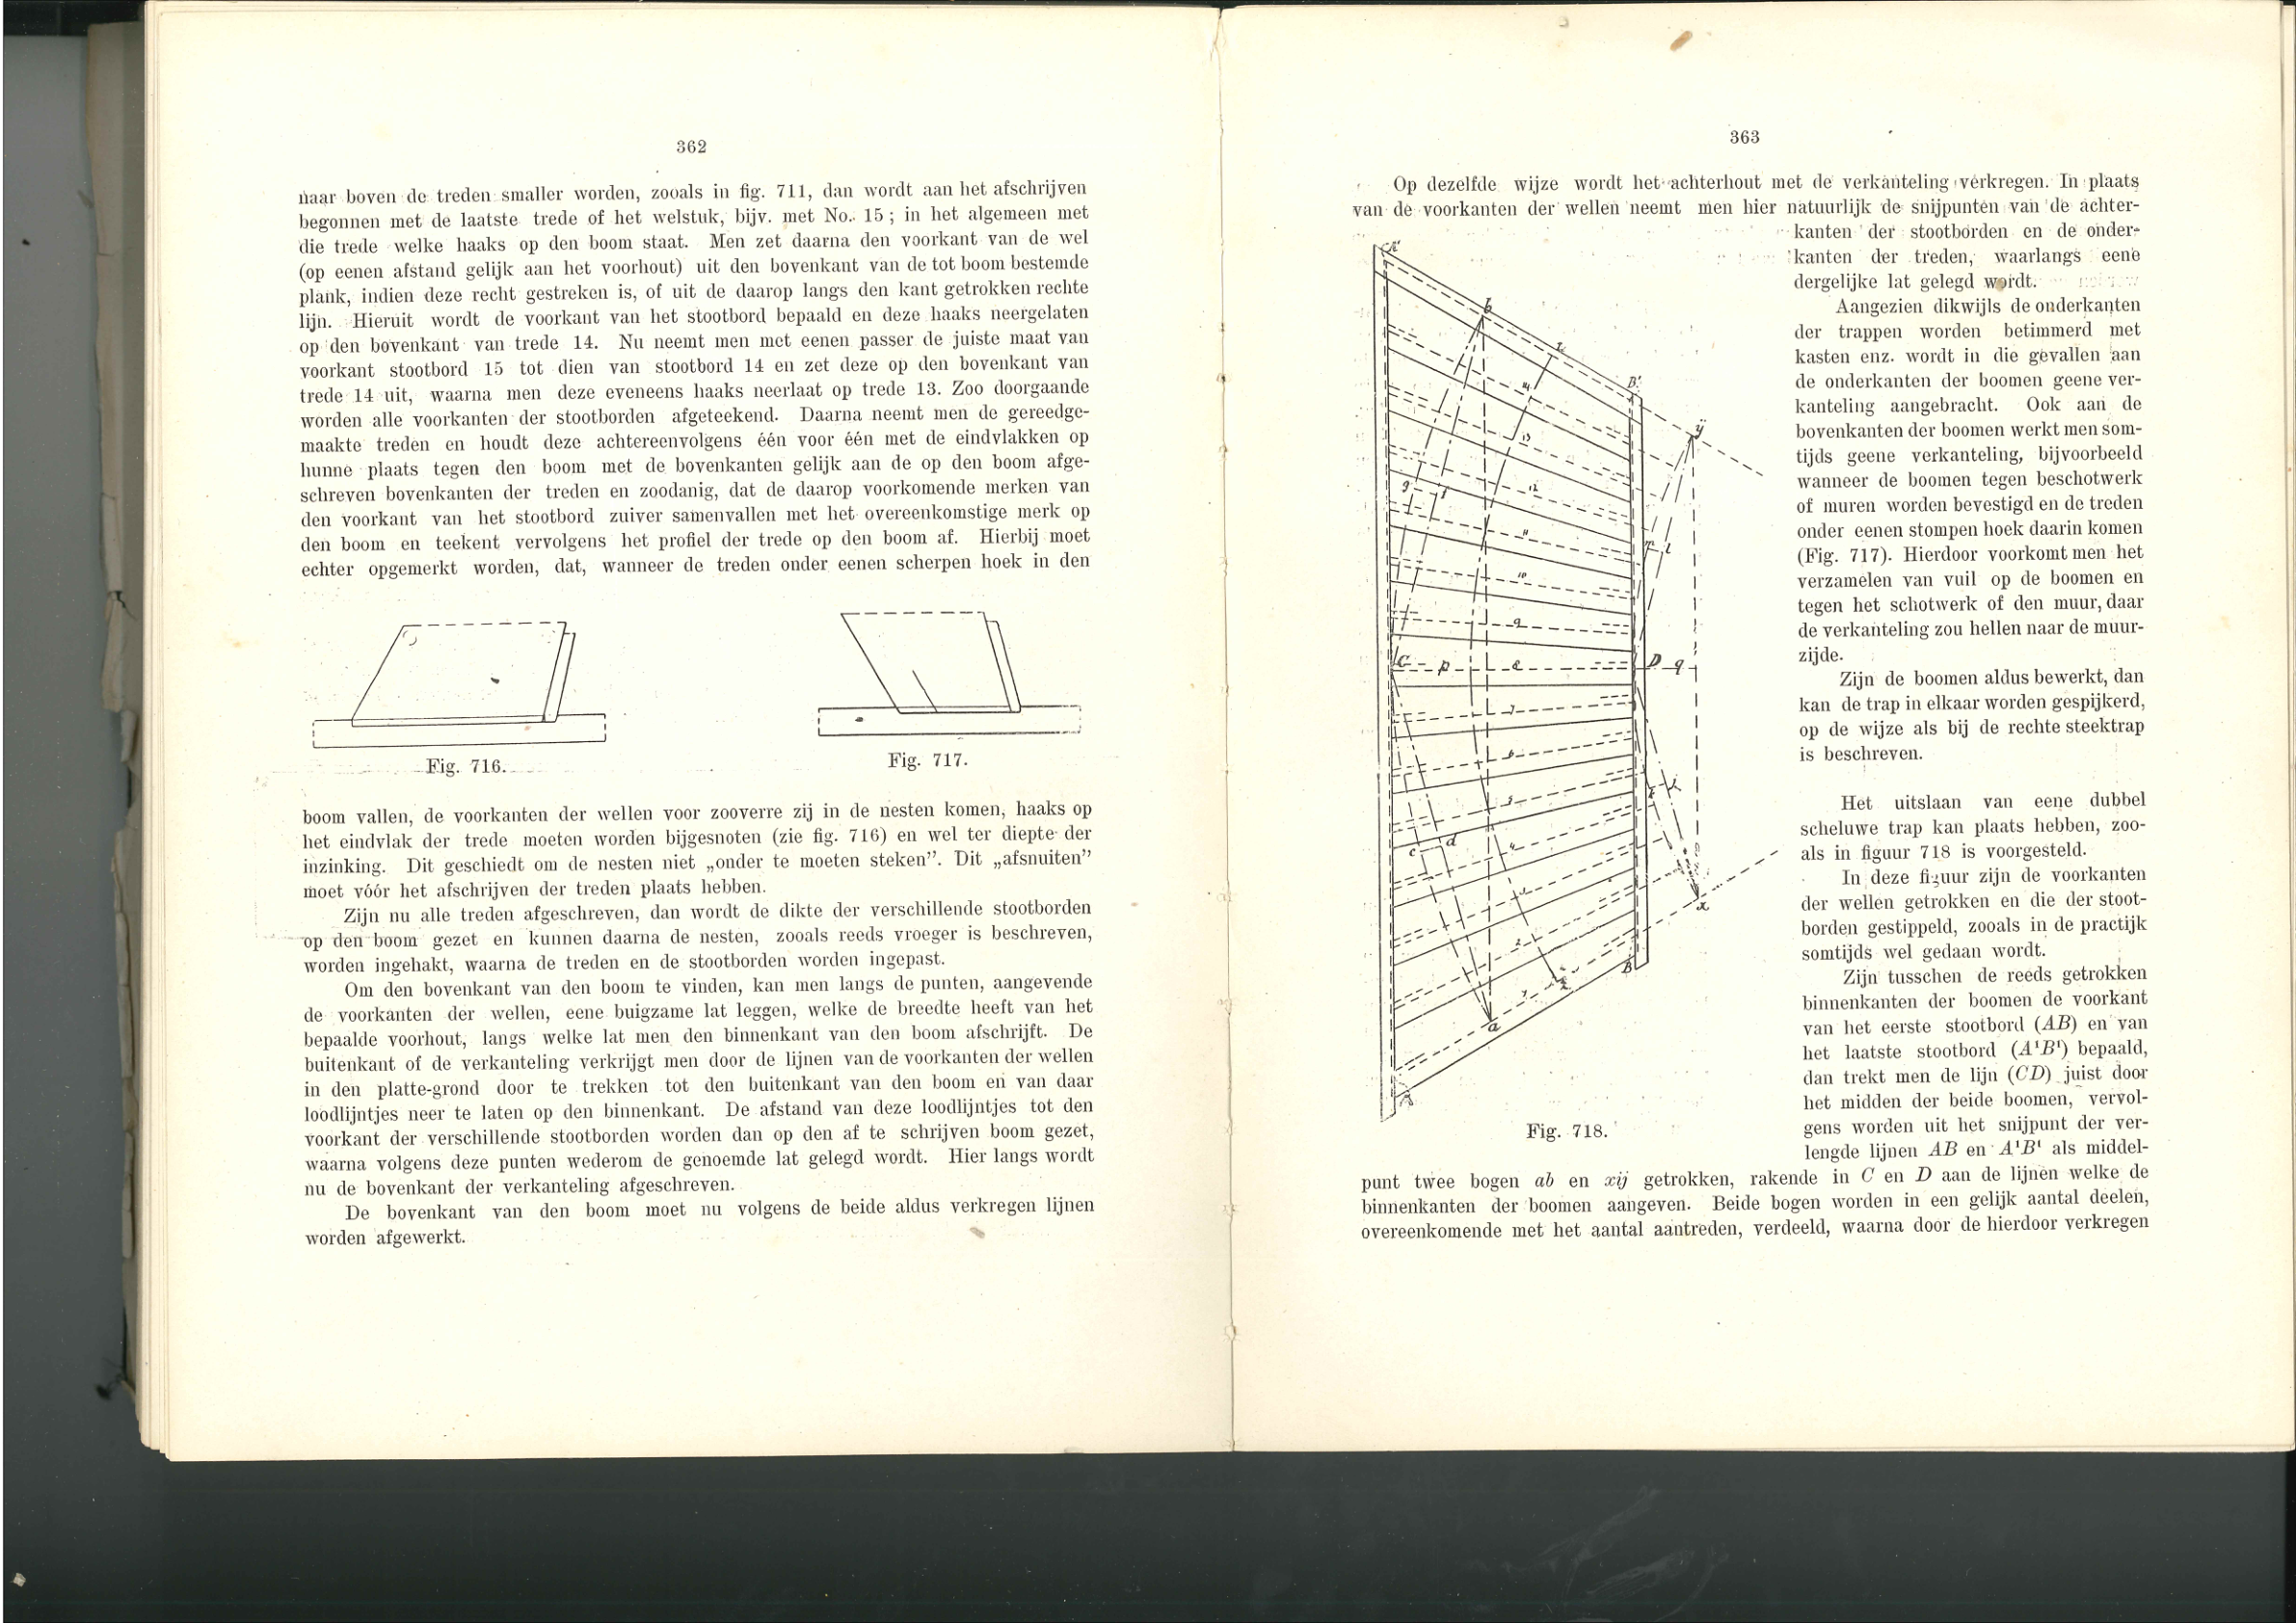 362
naar boven de treden smaller worden, zooals in fig. 711, dan wordt aan het afschrijven
begonnen met de laatste trede of het welstuk, bijv. met No. 15; in het algemeen met
die trede welke haaks op den boom staat. Men zet daarna den voorkant van de wel
(op eenen afstand gelijk aan het voorhout) uit den bovenkant van de tot boom bestemde
plank, indien deze recht gestreken is, of uit de daarop langs den kant getrokken rechte
lijn. Hieruit wordt de voorkant van het stootbord bepaald en deze haaks neergelaten
op den bovenkant van trede 14. Nu neemt men met eenen passer de juiste maat van
voorkant stootbord 15 tot dien van stootbord 14 en zet deze op den bovenkant van
trede 14 uit, waarna men deze eveneens haaks neerlaat op trede 13. Zoo doorgaande
worden alle voorkanten der stootborden afgeteekend. Daarna neemt men de gereedge-
maakte treden en houdt deze achtereenvolgens één voor één met de eindvlakken op
hunne plaats tegen den boom met de bovenkanten gelijk aan de op den boom afge-
schreven bovenkanten der treden en zoodanig, dat de daarop voorkomende merken van
den voorkant van het stootbord zuiver samenvallen met het overeenkomstige merk op
den boom en teekent vervolgens het profiel der trede op den boom af. Hierbij moet
echter opgemerkt worden, dat, wanneer de treden onder eenen scherpen hoek in den
Fig. 716.
Fig. 717.
boom vallen, de voorkanten der wellen voor zooverre zij in de nesten komen, haaks op
het eindvlak der trede moeten worden bijgesnoten (zie fig. 716) en wel ter diepte der
inzinking. Dit geschiedt om de nesten niet „onder te moeten steken”. Dit „afsnuiten”
moet vóór het afschrijven der treden plaats hebben.
Zijn nu alle treden afgeschreven, dan wordt de dikte der verschillende stootborden
op den boom gezet en kunnen daarna de nesten, zooals reeds vroeger is beschreven,
worden ingehakt, waarna de treden en de stootborden worden ingepast.
Om den bovenkant van den boom te vinden, kan men langs de punten, aangevende
de voorkanten der wellen, eene buigzame lat leggen, welke de breedte heeft van het
bepaalde voorhout, langs welke lat men den binnenkant van den boom afschrijft. De
buitenkant of de verkanteling verkrijgt men door de lijnen van de voorkanten der wellen
in den platte-grond door te trekken tot den buitenkant van den boom en van daar
loodlijntjes neer te laten op den binnenkant. De afstand van deze loodlijntjes tot den
voorkant der verschillende stootborden worden dan op den af te schrijven boom gezet,
waarna volgens deze punten wederom de genoemde lat gelegd wordt. Hier langs wordt
nu de bovenkant der verkanteling afgeschreven.
De bovenkant van den boom moet nu volgens de beide aldus verkregen lijnen
worden afgewerkt.
363
Op dezelfde wijze wordt het achterhout met de verkanteling verkregen. In plaats
van de voorkanten der wellen neemt men hier natuurlijk de snijpunten van de achter-
kanten der stootborden en de onder-
kanten der treden, waarlangs eene
dergelijke lat gelegd wordt.
Aangezien dikwijls de onderkanten
der trappen worden betimmerd met
kasten enz. wordt in die gevallen aan
de onderkanten der boomen geene ver-
kanteling aangebracht. Ook aan de
bovenkanten der boomen werkt men som-
tijds geene verkanteling, bijvoorbeeld
wanneer de boomen tegen beschotwerk
of muren worden bevestigd en de treden
onder eenen stompen hoek daarin komen
(Fig. 717). Hierdoor voorkomt men het
verzamelen van vuil op de boomen en
tegen het schotwerk of den muur, daar
de verkanteling zou hellen naar de muur-
zijde.
Zijn de boomen aldus bewerkt, dan
kan de trap in elkaar worden gespijkerd,
op de wijze als bij de rechte steektrap
is beschreven.
Het uitslaan van eene dubbel
scheluwe trap kan plaats hebben, zoo-
als in figuur 718 is voorgesteld.
In deze figuur zijn de voorkanten
der wellen getrokken en die der stoot-
borden gestippeld, zooals in de practijk
somtijds wel gedaan wordt.
Zijn tusschen de reeds getrokken
binnenkanten der boomen de voorkant
van het eerste stootbord (AB) en van
het laatste stootbord (A'B') bepaald,
dan trekt men de lijn (CD) juist door
het midden der beide boomen, vervol-
gens worden uit het snijpunt der ver-
lengde lijnen AB en A'B' als middel-
A'
b
B'
ij
14
13
12
g
f
11
l
10
9
C
p
e
D
q
7
6
5
k
c
d
4
x
2
B
1
a
A
Fig. 718.
punt twee bogen ab en xij getrokken, rakende in C en D aan de lijnen welke de
binnenkanten der boomen aangeven. Beide bogen worden in een gelijk aantal deelen,
overeenkomende met het aantal aantreden, verdeeld, waarna door de hierdoor verkregen